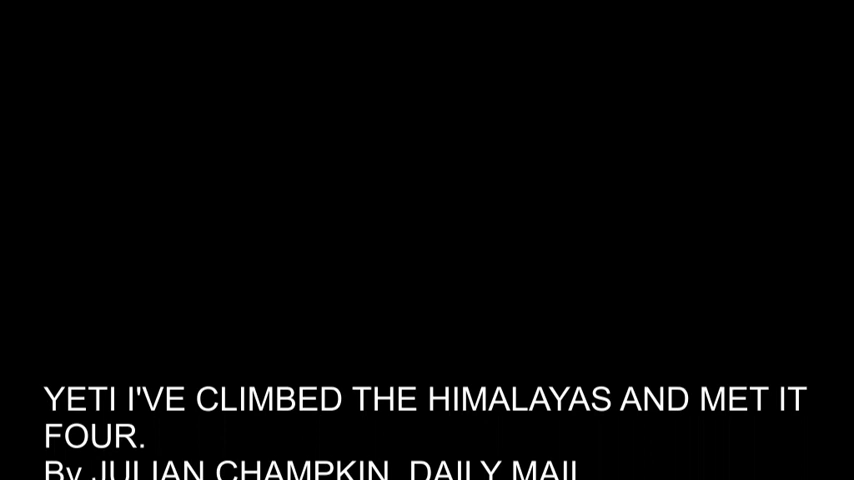 YETI I'VE CLIMBED THE HIMALAYAS AND MET IT
FOUR.
By JULIAN CHAMPKIN, DAILY MAIL